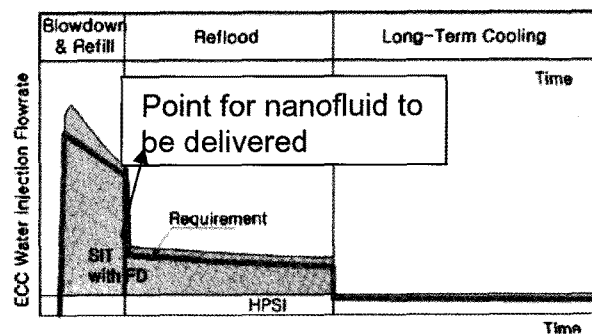 Blowdown
& Refill
Reflood
Long-Term Cooling
Time
Point for nanofluid to
be delivered
ECC Water Injection Flowrate
Requirement
SIT
with FD
HPSI
Time